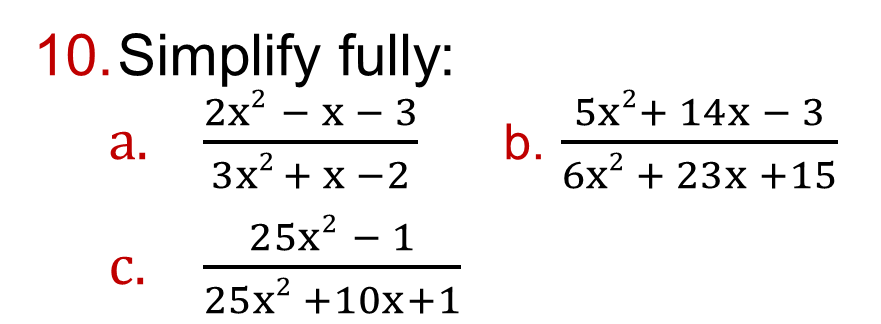 10. Simplify fully:
a. (2x² − x − 3)/(3x² + x −2) b. (5x²+ 14x − 3)/(6x² + 23x +15)
c. (25x² − 1)/(25x² +10x+1)